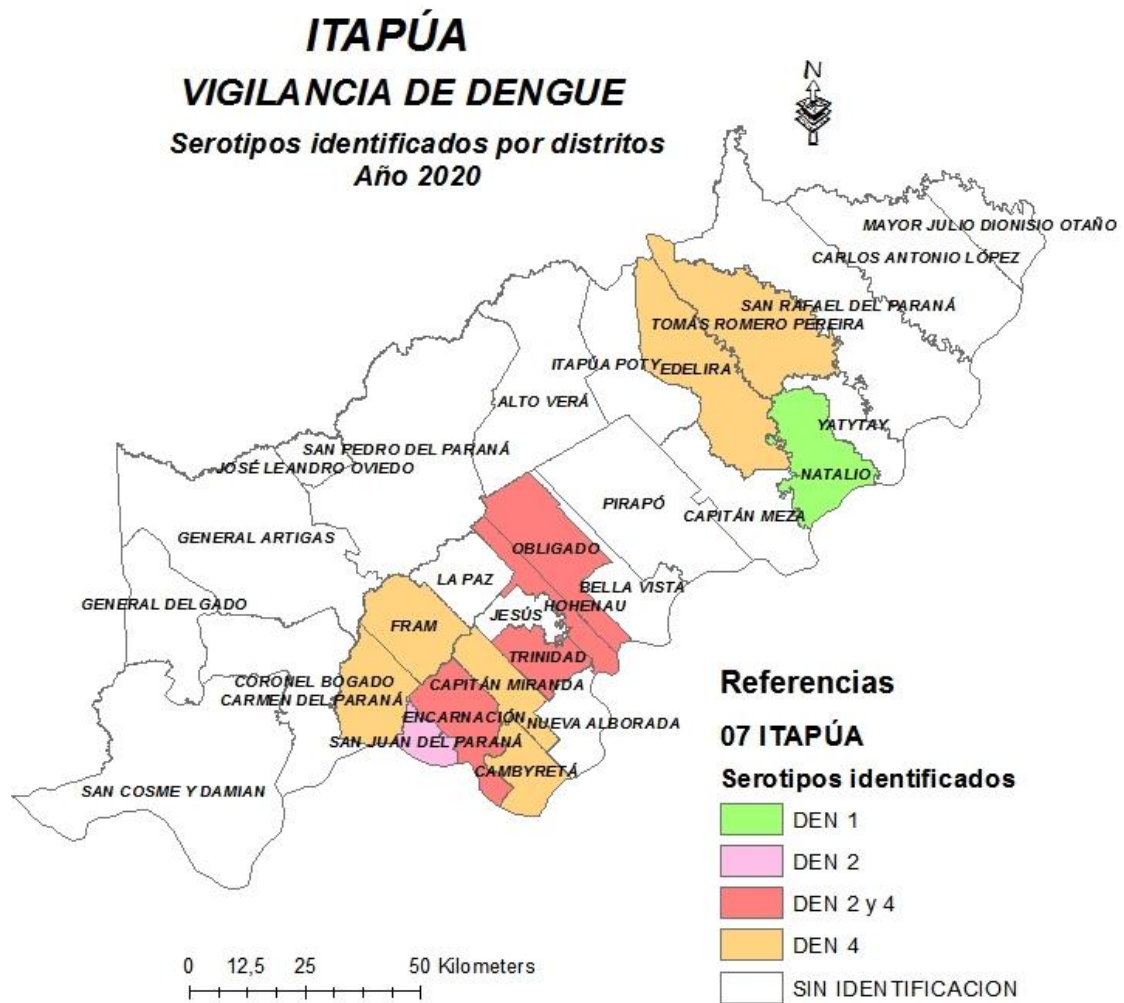 ITAPÚA
VIGILANCIA DE DENGUE
Serotipos identificados por distritos
Año 2020
N
MAYOR JULIO DIONISIO OTAÑO
CARLOS ANTONIO LÓPEZ
SAN RAFAEL DEL PARANÁ
TOMÁS ROMERO PEREIRA
ITAPÚA POTY
EDELIRA
ALTO VERÁ
YATYTAY
SAN PEDRO DEL PARANÁ
JOSÉ LEANDRO OVIEDO
NATALIO
PIRAPÓ
CAPITÁN MEZA
GENERAL ARTIGAS
OBLIGADO
LA PAZ
BELLA VISTA
GENERAL DELGADO
HOHENAU
JESÚS
FRAM
TRINIDAD
CORONEL BOGADO
CAPITÁN MIRANDA
CARMEN DEL PARANÁ
ENCARNACIÓN
NUEVA ALBORADA
SAN JUAN DEL PARANÁ
CAMBYRETÁ
SAN COSME Y DAMIAN
Referencias
07 ITAPÚA
Serotipos identificados
DEN 1
DEN 2
DEN 2 y 4
DEN 4
SIN IDENTIFICACION
0 12,5 25 50 Kilometers